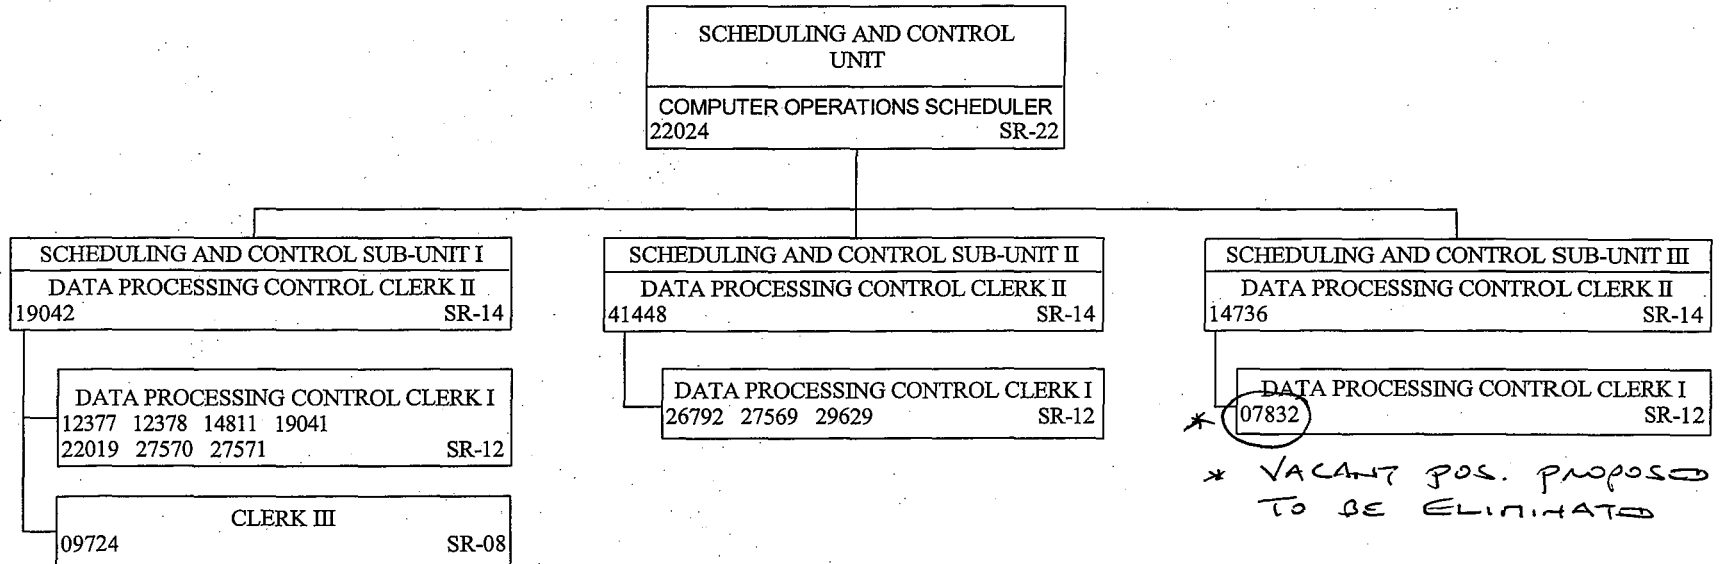 SCHEDULING AND CONTROL
UNIT
COMPUTER OPERATIONS SCHEDULER
22024 SR-22
SCHEDULING AND CONTROL SUB-UNIT I
DATA PROCESSING CONTROL CLERK II
19042 SR-14
12377 12378 14811 19041
DATA PROCESSING CONTROL CLERK I
22019 27570 27571 SR-12
CLERK III
09724 SR-08
SCHEDULING AND CONTROL SUB-UNIT II
DATA PROCESSING CONTROL CLERK II
41448 SR-14
DATA PROCESSING CONTROL CLERK I
26792 27569 29629 SR-12
SCHEDULING AND CONTROL SUB-UNIT III
DATA PROCESSING CONTROL CLERK II
14736 SR-14
DATA PROCESSING CONTROL CLERK I
* 07832 SR-12
* VACANT POS. PROPOSED
TO BE ELIMINATED